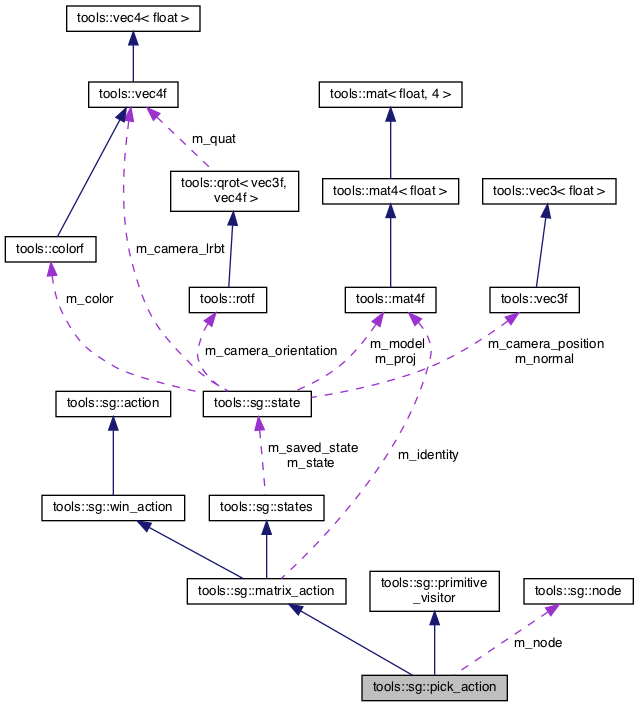 tools::vec4< float >
tools::vec4f
tools::mat< float, 4 >
m_quat
tools::qrot< vec3f,
vec4f >
tools::mat4< float >
tools::vec3< float >
tools::colorf
m_camera_lrbt
m_color
tools::rotf
tools::mat4f
tools::vec3f
m_camera_orientation
m_model
m_proj
m_camera_position
m_normal
tools::sg::action
tools::sg::state
m_saved_state
m_state
m_identity
tools::sg::win_action
tools::sg::states
tools::sg::matrix_action
tools::sg::primitive
_visitor
tools::sg::node
m_node
tools::sg::pick_action